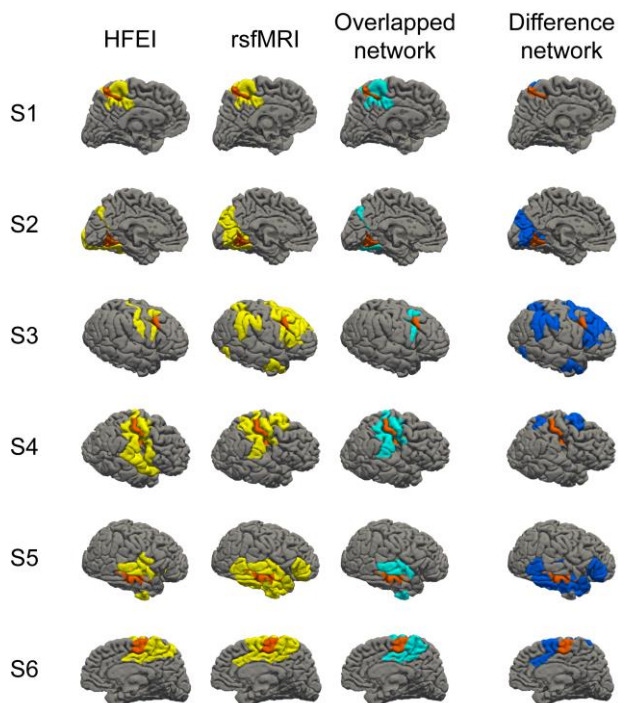 HFEI
rsfMRI
Overlapped
network
Difference
network
S1
S2
S3
S4
S5
S6